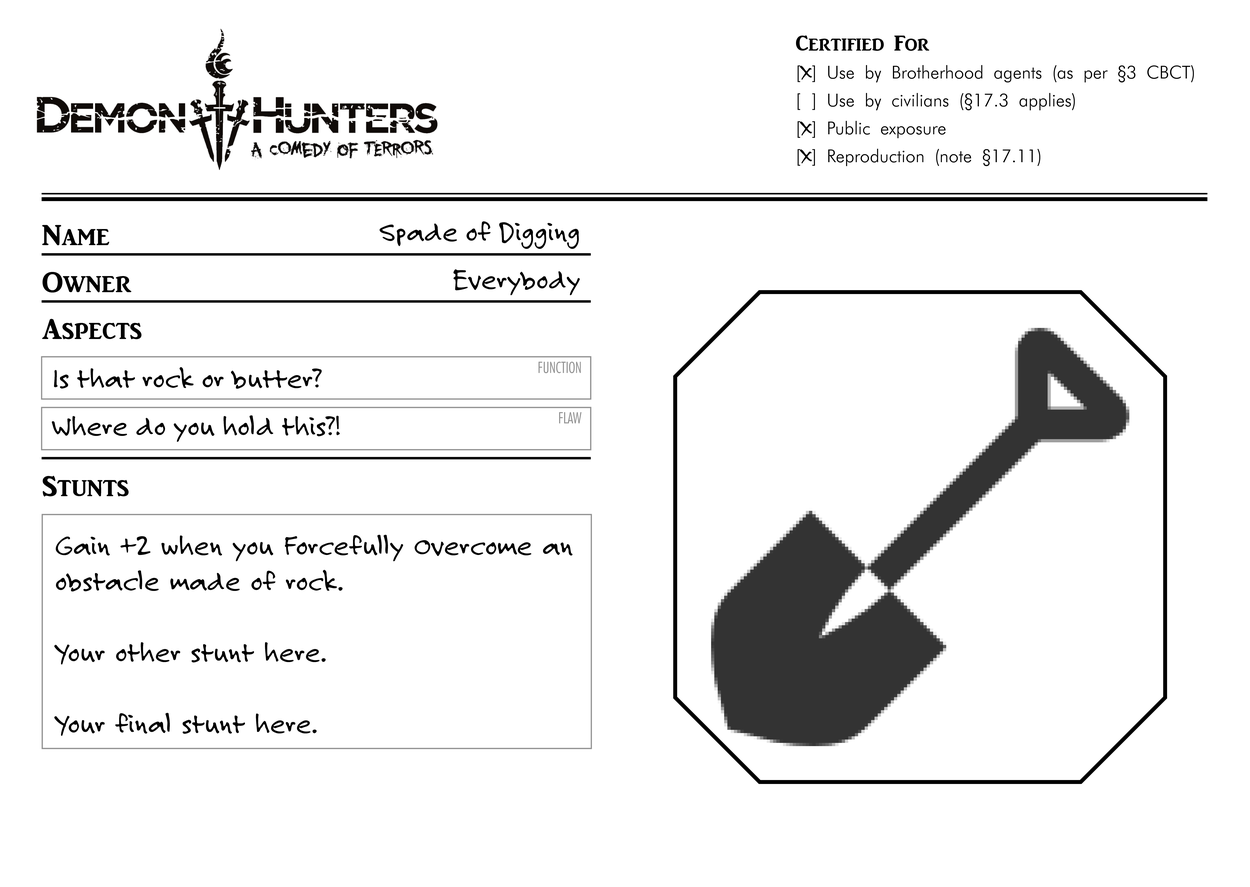 DEMON HUNTERS
A COMEDY OF TERRORS
CERTIFIED FOR
[X] Use by Brotherhood agents (as per §3 CBCT)
[ ] Use by civilians (§17.3 applies)
[X] Public exposure
[X] Reproduction (note §17.11)
NAME Spade of Digging
OWNER Everybody
ASPECTS
Is that rock or butter? FUNCTION
Where do you hold this?! FLAW
STUNTS
Gain +2 when you Forcefully Overcome an
obstacle made of rock.
Your other stunt here.
Your final stunt here.